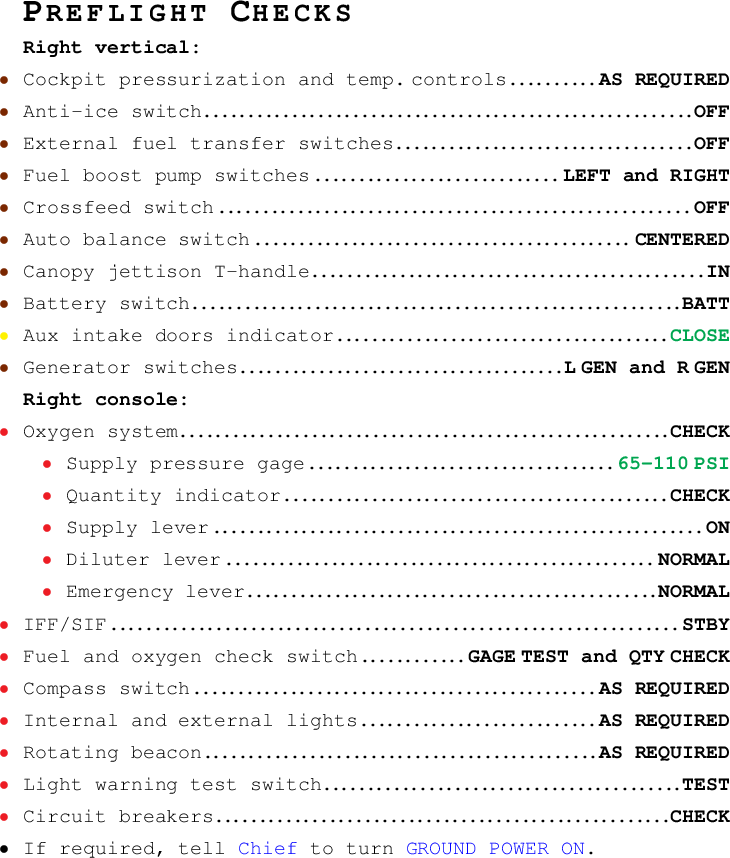 PREFLIGHT CHECKS
Right vertical:
● Cockpit pressurization and temp. controls..........AS REQUIRED
● Anti-ice switch........................................................OFF
● External fuel transfer switches..................................OFF
● Fuel boost pump switches............................LEFT and RIGHT
● Crossfeed switch......................................................OFF
● Auto balance switch...........................................CENTERED
● Canopy jettison T-handle.............................................IN
● Battery switch........................................................BATT
● Aux intake doors indicator......................................CLOSE
● Generator switches.....................................L GEN and R GEN
Right console:
● Oxygen system........................................................CHECK
● Supply pressure gage...................................65-110 PSI
● Quantity indicator............................................CHECK
● Supply lever........................................................ON
● Diluter lever.................................................NORMAL
● Emergency lever...............................................NORMAL
● IFF/SIF.................................................................STBY
● Fuel and oxygen check switch............GAGE TEST and QTY CHECK
● Compass switch..............................................AS REQUIRED
● Internal and external lights...........................AS REQUIRED
● Rotating beacon.............................................AS REQUIRED
● Light warning test switch.........................................TEST
● Circuit breakers....................................................CHECK
● If required, tell Chief to turn GROUND POWER ON.